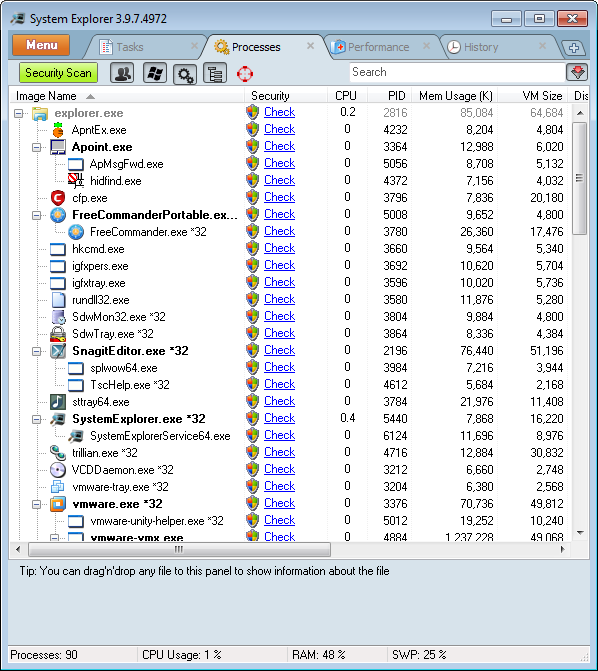 System Explorer 3.9.7.4972
Menu Tasks Processes Performance History
Security Scan Search
Image Name Security CPU PID Mem Usage (K) VM Size Dis
explorer.exe Check 0.2 2816 85,084 64,684
ApntEx.exe Check 0 4232 8,204 4,804
Apoint.exe Check 0 3364 12,988 6,020
ApMsgFwd.exe Check 0 5056 8,708 5,132
hidfind.exe Check 0 4372 7,156 4,032
cfp.exe Check 0 3796 7,836 20,180
FreeCommanderPortable.ex... Check 0 5008 9,652 4,800
FreeCommander.exe *32 Check 0 3780 26,360 17,476
hkcmd.exe Check 0 3660 9,564 5,340
igfxpers.exe Check 0 3692 10,620 5,704
igfxtray.exe Check 0 3596 10,020 5,736
rundll32.exe Check 0 3580 11,876 5,280
SdwMon32.exe *32 Check 0 3804 9,884 4,800
SdwTray.exe *32 Check 0 3864 8,336 4,384
SnagitEditor.exe *32 Check 0 2196 76,440 51,196
splwow64.exe Check 0 3984 7,216 3,944
TscHelp.exe *32 Check 0 4612 5,684 2,168
sttray64.exe Check 0 3784 21,976 11,408
SystemExplorer.exe *32 Check 0.4 5440 7,868 16,220
SystemExplorerService64.exe Check 0 6124 11,696 8,976
trillian.exe *32 Check 0 4716 12,884 30,832
VCDDaemon.exe *32 Check 0 3212 6,660 2,748
vmware-tray.exe *32 Check 0 3204 6,380 2,568
vmware.exe *32 Check 0 3376 70,736 49,812
vmware-unity-helper.exe *32 Check 0 5012 19,252 10,240
vmware-vmx.exe Check 0 4884 1,237,228 49,068
Tip: You can drag'n'drop any file to this panel to show information about the file
Processes: 90 CPU Usage: 1 % RAM: 48 % SWP: 25 %